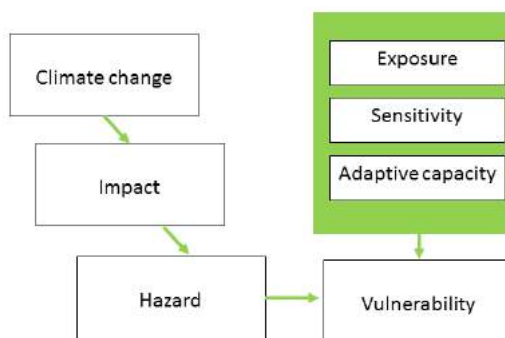 Climate change
Impact
Hazard
Exposure
Sensitivity
Adaptive capacity
Vulnerability